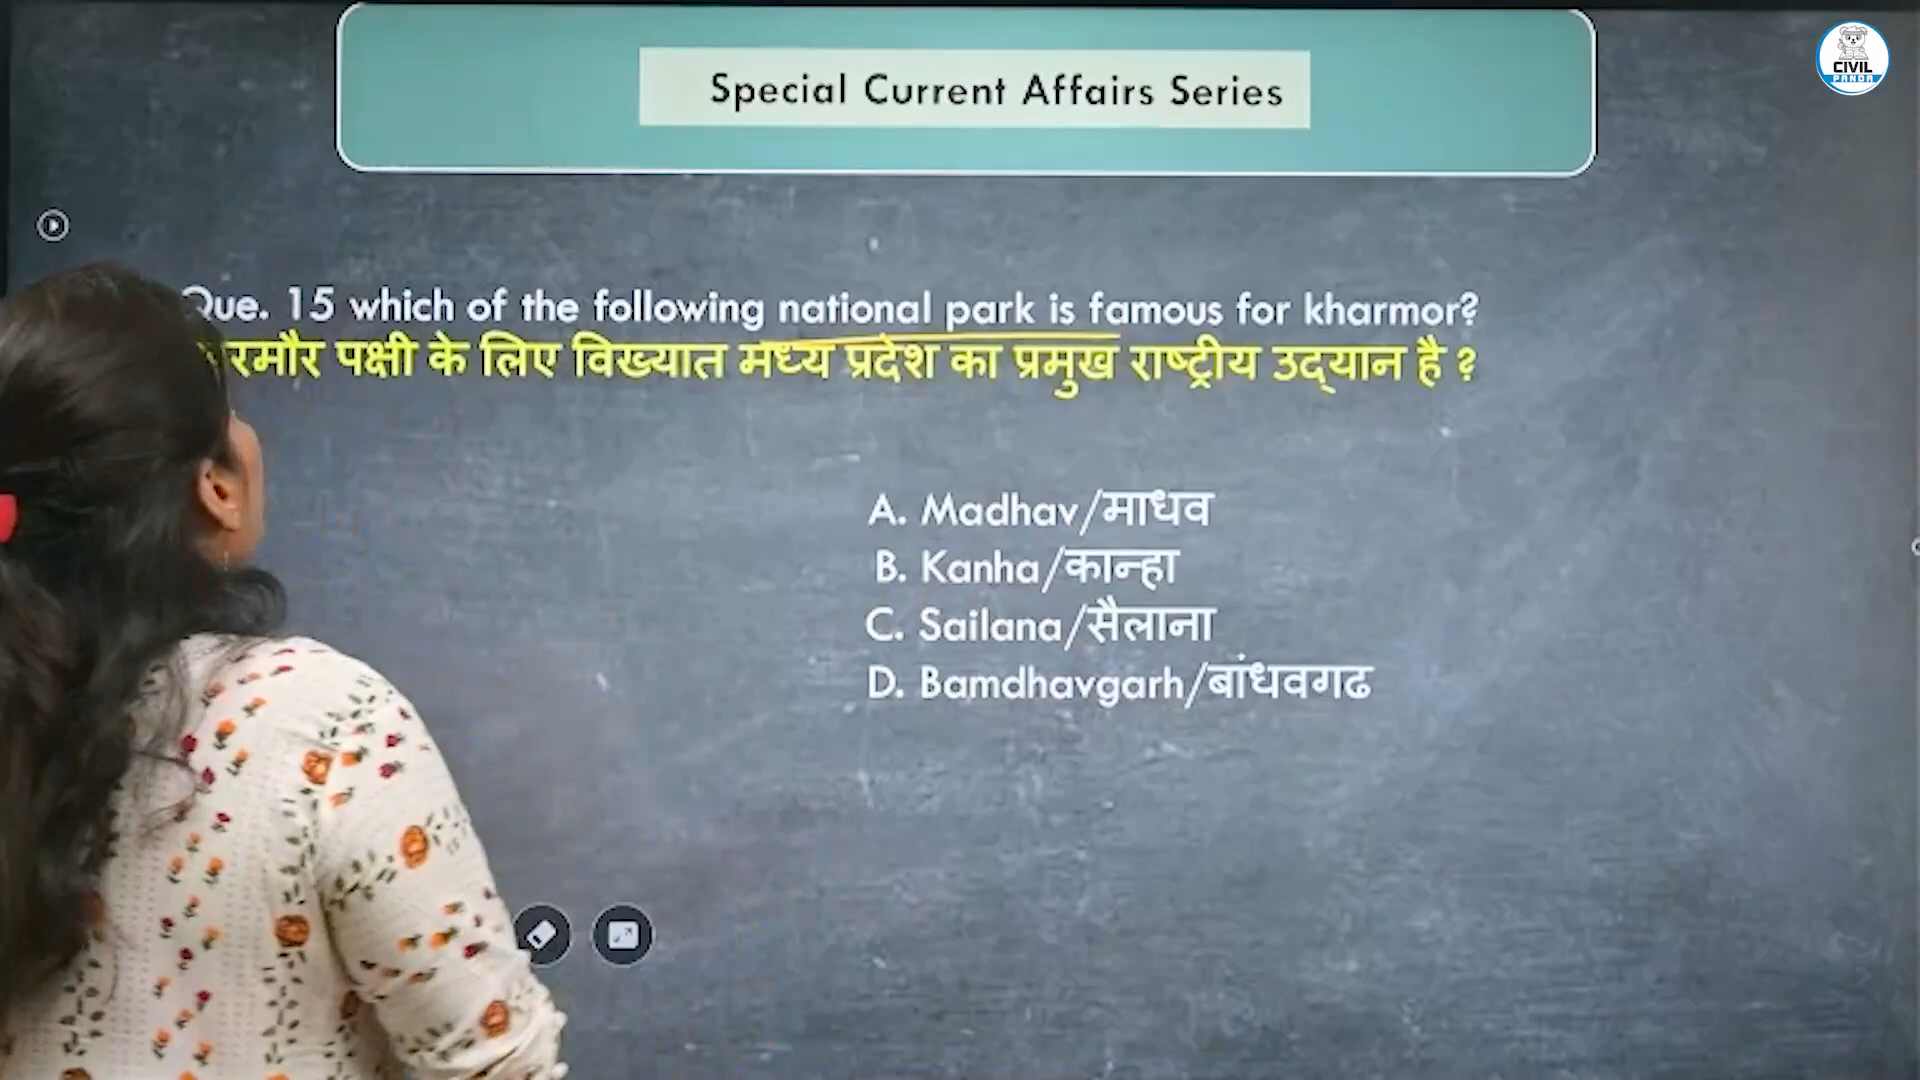 Special Current Affairs Series
CIVIL
PANDA
Que. 15 which of the following national park is famous for kharmor?
पक्षी के लिए विख्यात मध्य प्रदेश का प्रमुख राष्ट्रीय उद्यान है ?
A. Madhav/माधव
B. Kanha/कान्हा
C. Sailana/सैलाना
D. Bamdhavgarh/बांधवगढ